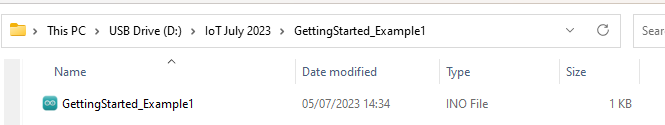 This PC > USB Drive (D:) > IoT July 2023 > GettingStarted_Example1 Sear
Name Date modified Type Size
GettingStarted_Example1 05/07/2023 14:34 INO File 1 KB